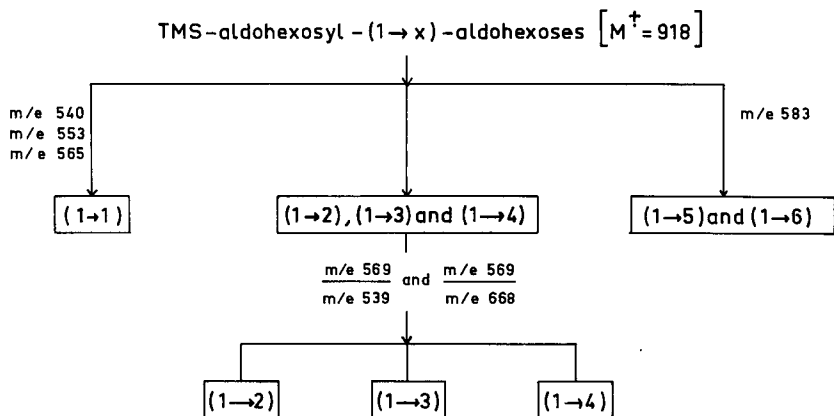 TMS-aldohexosyl-(1→x)-aldohexoses [M⁺·=918]
m/e 540
m/e 553
m/e 565
m/e 583
(1→1)
(1→2),(1→3) and (1→4)
(1→5) and (1→6)
m/e 569 and m/e 569
m/e 539 m/e 668
(1→2)
(1→3)
(1→4)